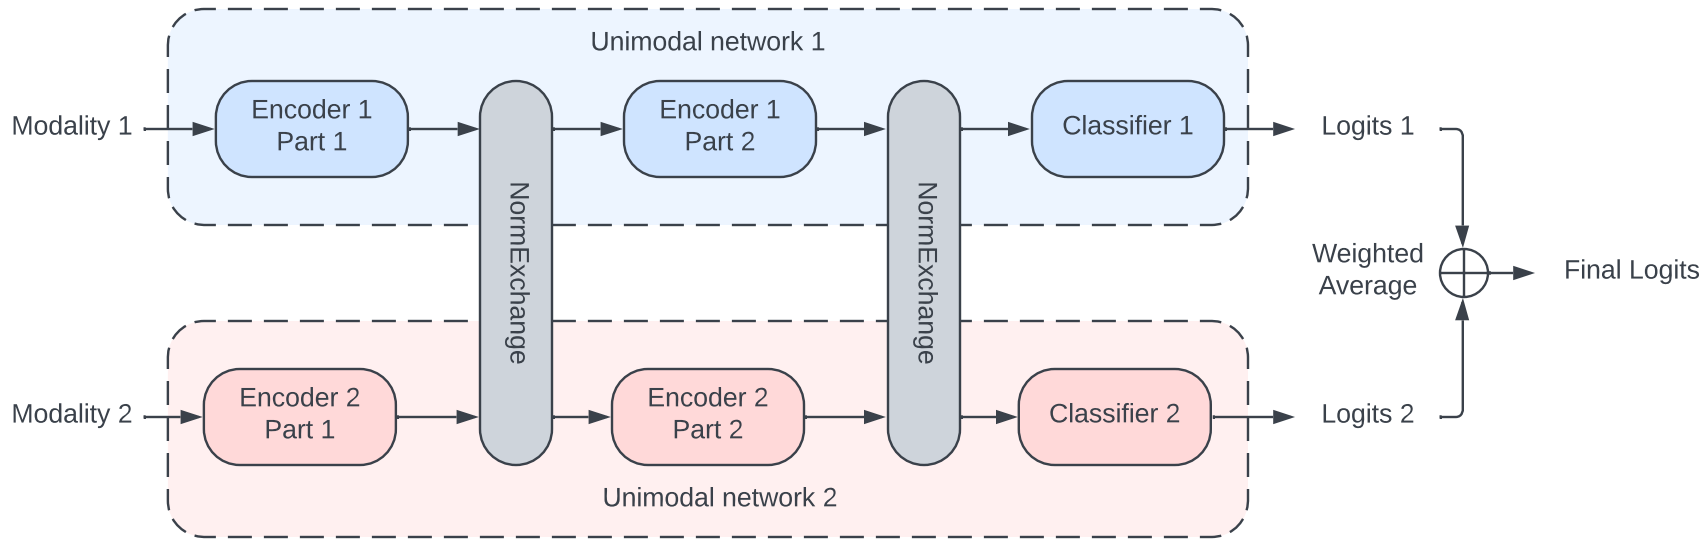 Unimodal network 1
Modality 1
Encoder 1
Part 1
NormExchange
Encoder 1
Part 2
NormExchange
Classifier 1
Logits 1
Weighted
Average
Final Logits
Modality 2
Encoder 2
Part 1
Encoder 2
Part 2
Classifier 2
Logits 2
Unimodal network 2